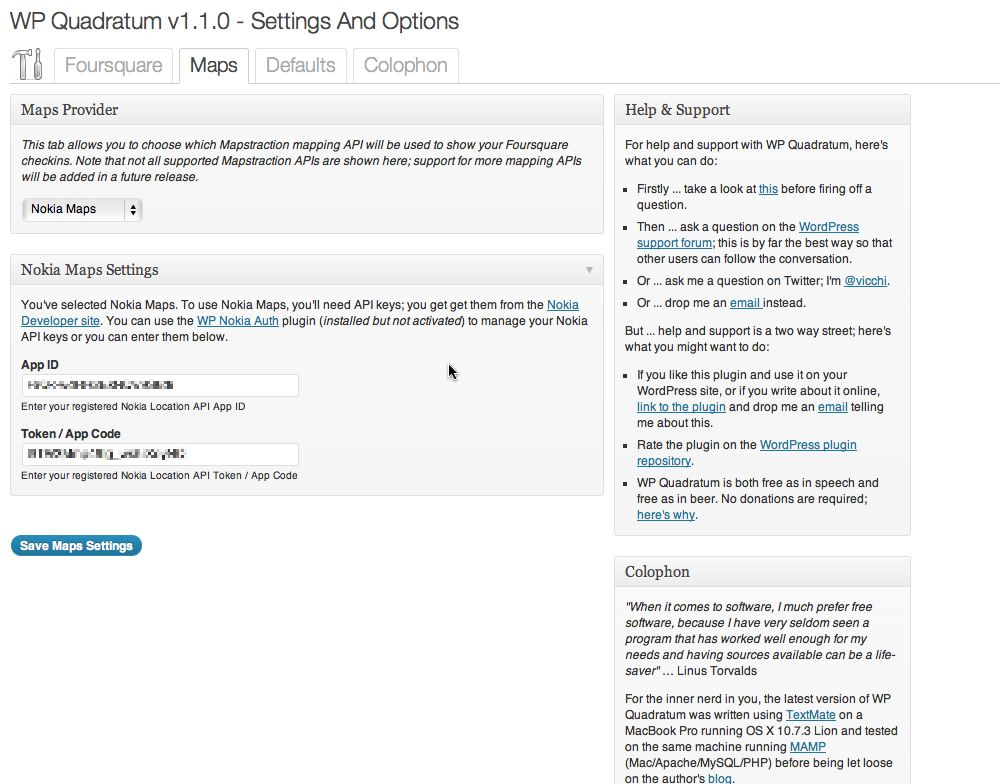 WP Quadratum v1.1.0 - Settings And Options
Foursquare
Maps
Defaults
Colophon
Maps Provider
This tab allows you to choose which Mapstraction mapping API will be used to show your Foursquare
checkins. Note that not all supported Mapstraction APIs are shown here; support for more mapping APIs
will be added in a future release.
Nokia Maps
Nokia Maps Settings
You've selected Nokia Maps. To use Nokia Maps, you'll need API keys; you get get them from the Nokia
Developer site. You can use the WP Nokia Auth plugin (installed but not activated) to manage your Nokia
API keys or you can enter them below.
App ID
Enter your registered Nokia Location API App ID
Token / App Code
Enter your registered Nokia Location API Token / App Code
Save Maps Settings
Help & Support
For help and support with WP Quadratum, here's
what you can do:
Firstly ... take a look at this before firing off a
question.
Then ... ask a question on the WordPress
support forum; this is by far the best way so that
other users can follow the conversation.
Or ... ask me a question on Twitter; I'm @vicchi.
Or ... drop me an email instead.
But ... help and support is a two way street; here's
what you might want to do:
If you like this plugin and use it on your
WordPress site, or if you write about it online,
link to the plugin and drop me an email telling
me about this.
Rate the plugin on the WordPress plugin
repository.
WP Quadratum is both free as in speech and
free as in beer. No donations are required;
here's why.
Colophon
"When it comes to software, I much prefer free
software, because I have very seldom seen a
program that has worked well enough for my
needs and having sources available can be a life-
saver" ... Linus Torvalds
For the inner nerd in you, the latest version of WP
Quadratum was written using TextMate on a
MacBook Pro running OS X 10.7.3 Lion and tested
on the same machine running MAMP
(Mac/Apache/MySQL/PHP) before being let loose
on the author's blog.